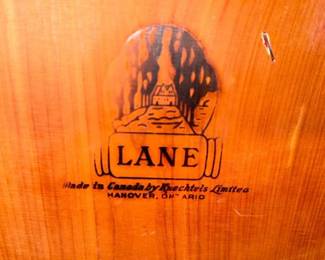 LANE
Made in Canada by Knechtels Limited
HANOVER, ONTARIO